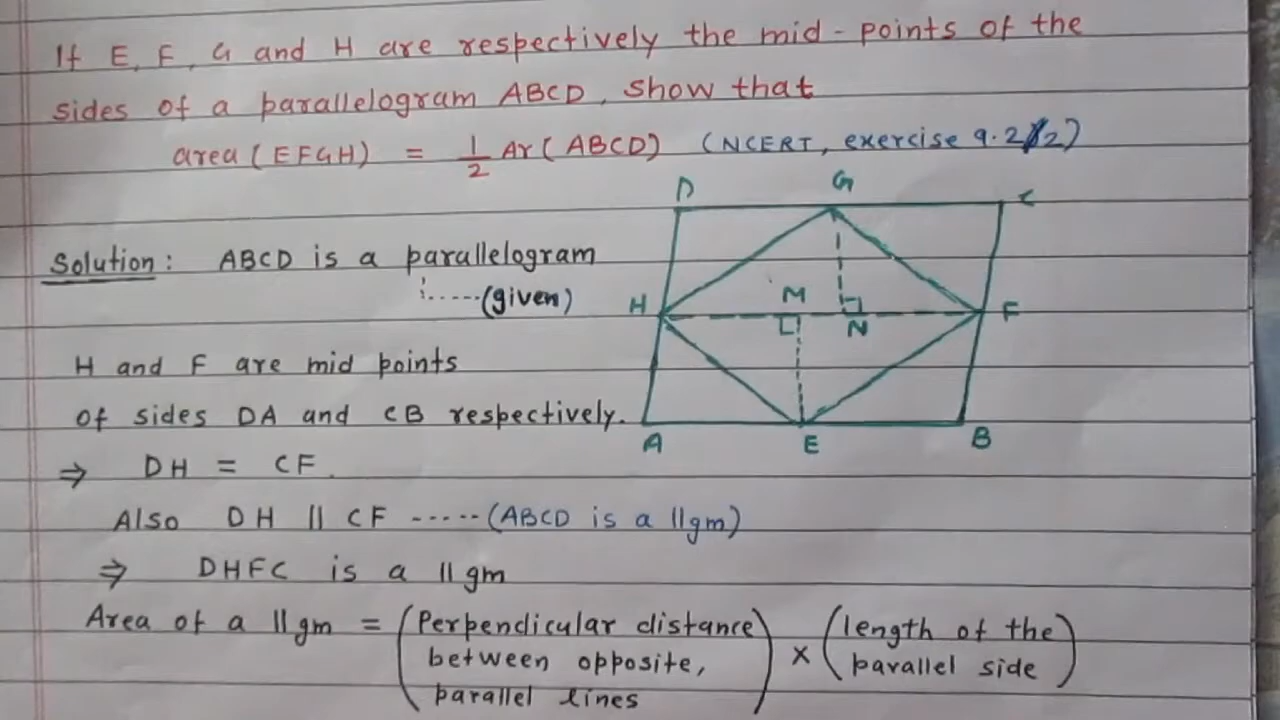 If E, F, G and H are respectively the mid-points of the
sides of a parallelogram ABCD, show that
area (EFGH) = 1/2 Ar (ABCD) (NCERT, exercise 9.2/2)
D G C
Solution: ABCD is a parallelogram
:.....(given)
H M N F
H and F are mid points
of sides DA and CB respectively.
A E B
⇒ DH = CF.
Also DH || CF .....(ABCD is a ||gm)
⇒ DHFC is a ||gm
Area of a ||gm = (Perpendicular distance between opposite, parallel lines) × (length of the parallel side)